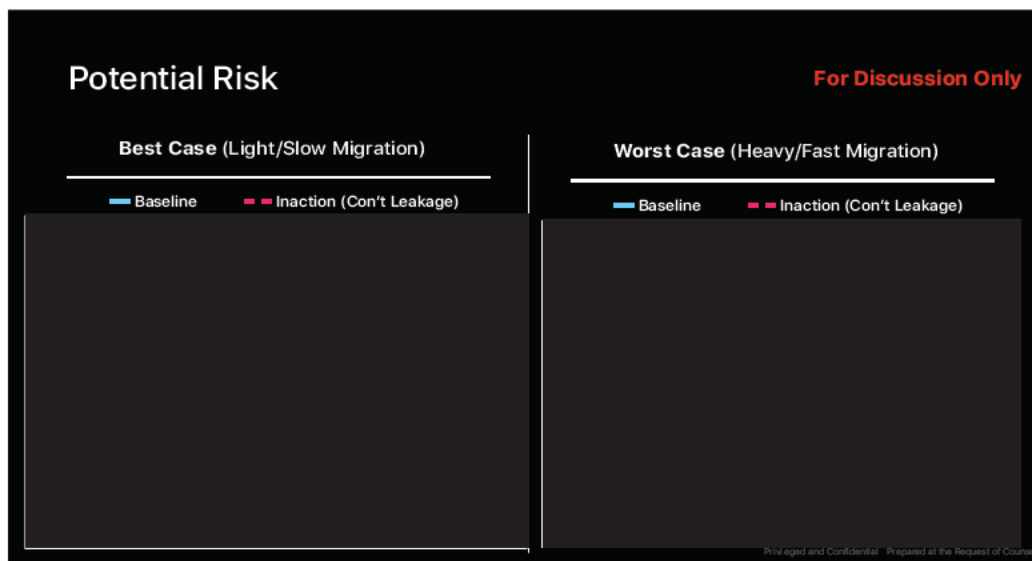 Potential Risk
For Discussion Only
Best Case (Light/Slow Migration)
Baseline
Inaction (Con't Leakage)
Worst Case (Heavy/Fast Migration)
Baseline
Inaction (Con't Leakage)
Privileged and Confidential Prepared at the Request of